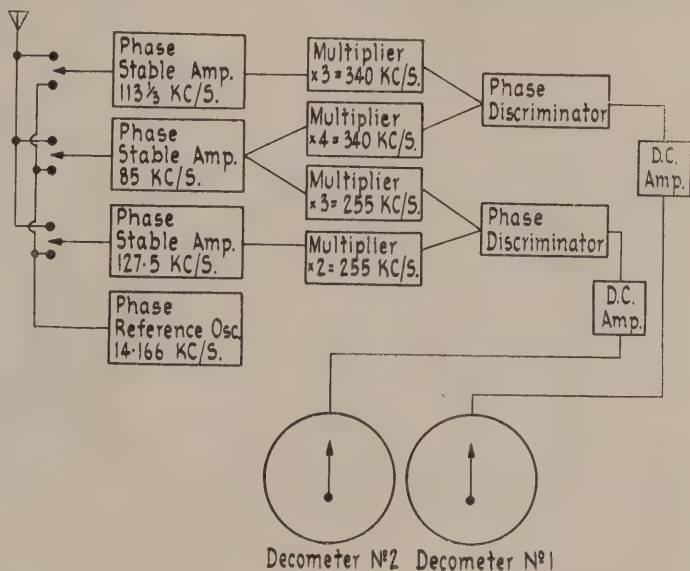 Phase
Stable Amp.
113⅓ KC/S.
Multiplier
×3=340 KC/S.
Multiplier
×4=340 KC/S.
Phase
Discriminator
D.C.
Amp.
Phase
Stable Amp.
85 KC/S.
Multiplier
×3=255 KC/S.
Phase
Stable Amp.
127.5 KC/S.
Multiplier
×2=255 KC/S.
Phase
Discriminator
D.C.
Amp.
Phase
Reference Osc.
14·166 KC/S.
Decometer Nº2 Decometer Nº1